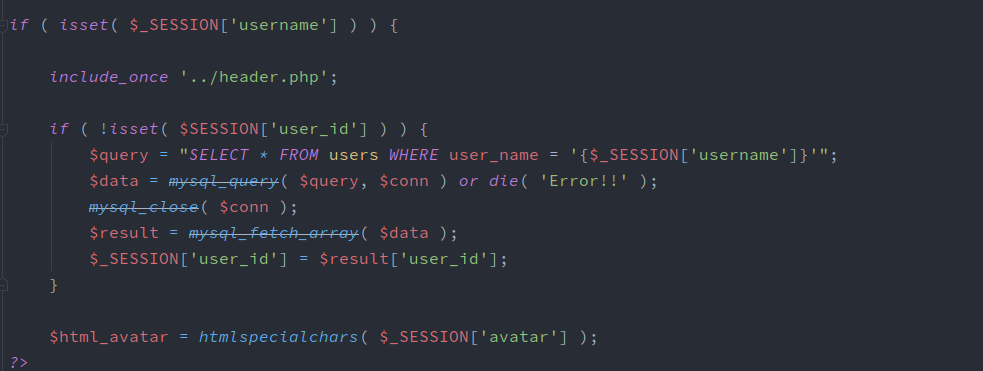 if ( isset( $_SESSION['username'] ) ) {
include_once '../header.php';
if ( !isset( $SESSION['user_id'] ) ) {
$query = "SELECT * FROM users WHERE user_name = '{$_SESSION['username']}'";
$data = mysql_query( $query, $conn ) or die( 'Error!!' );
mysql_close( $conn );
$result = mysql_fetch_array( $data );
$_SESSION['user_id'] = $result['user_id'];
}
$html_avatar = htmlspecialchars( $_SESSION['avatar'] );
?>